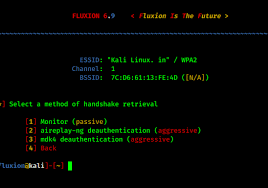 FLUXION 6.9 < Fluxion Is The Future >
ESSID: "Kali Linux. in" / WPA2
Channel: 1
BSSID: 7C:D6:61:13:FE:4D ([N/A])
Select a method of handshake retrieval
[1] Monitor (passive)
[2] aireplay-ng deauthentication (aggressive)
[3] mdk4 deauthentication (aggressive)
[4] Back
fluxion@kali]-[~]